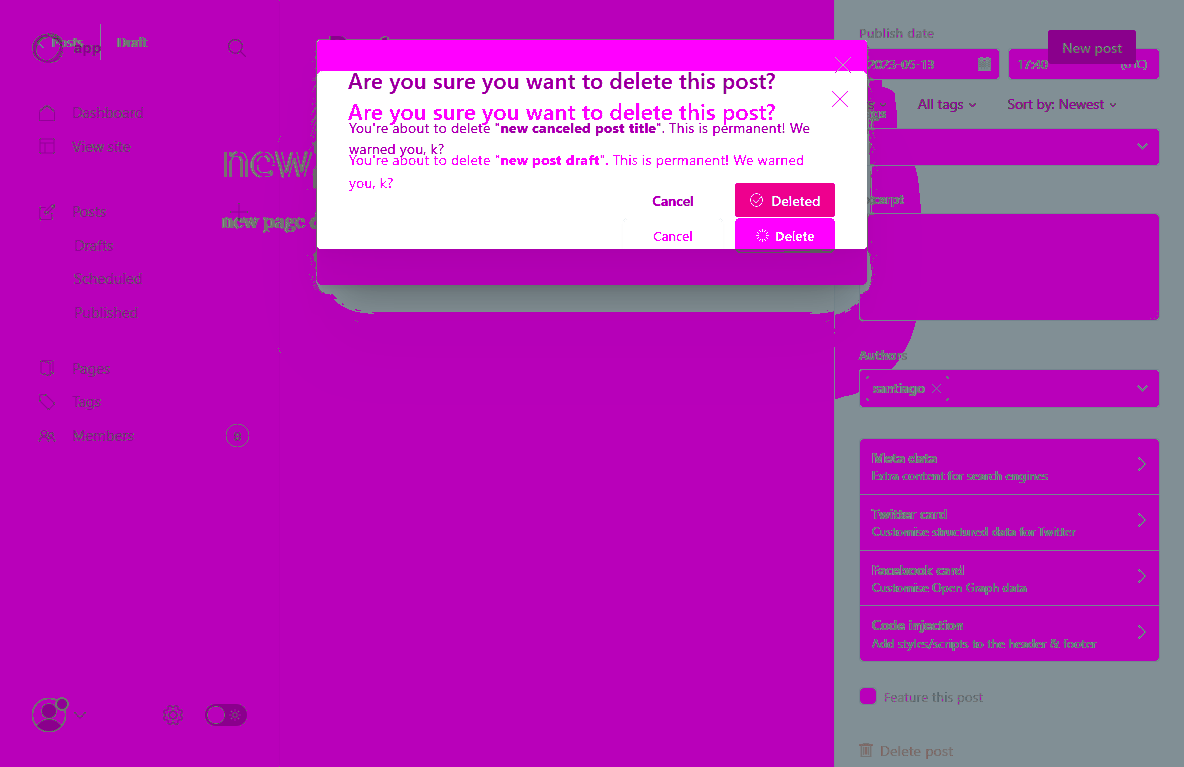 Posts
app
Draft
Publish date
New post
2023-05-13
17:40
(UTC)
Are you sure you want to delete this post?
Are you sure you want to delete this post?
All tags
Sort by: Newest
Dashboard
You're about to delete "new canceled post title". This is permanent! We
warned you, k?
View site
You're about to delete "new post draft". This is permanent! We warned
you, k?
new
Cancel
Deleted
Posts
new page
Cancel
Delete
Drafts
Scheduled
Published
Authors
Pages
santiago
Tags
Members
0
Meta data
Extra content for search engines
Twitter card
Customise structured data for Twitter
Facebook card
Customise Open Graph data
Code injection
Add styles/scripts to the header & footer
Feature this post
Delete post